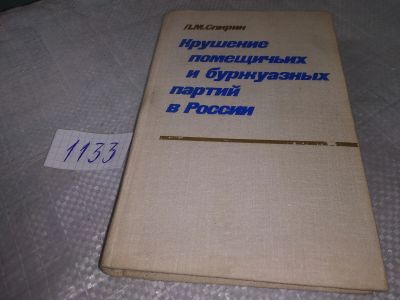 Л.М.Спирин
Крушение
помещичьих
и буржуазных
партий
в России
1133